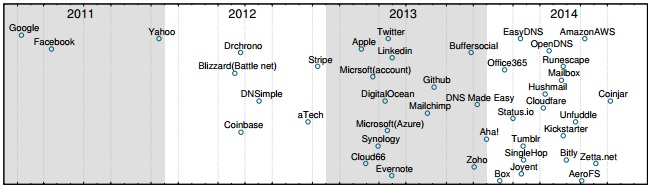 2011 2012 2013 2014
Google
Facebook
Yahoo
Drchrono
Blizzard(Battle net)
DNSimple
Coinbase
Stripe
aTech
Twitter
Apple
Linkedin
Micrsoft(account)
Github
DigitalOcean
Mailchimp
Microsoft(Azure)
Synology
Cloud66
Evernote
Buffersocial
DNS Made Easy
Aha!
Zoho
EasyDNS
AmazonAWS
OpenDNS
Office365
Runescape
Mailbox
Hushmail
Cloudflare
Coinjar
Status.io
Unfuddle
Kickstarter
Tumblr
SingleHop
Bitly
Zetta.net
Joyent
Box
AeroFS